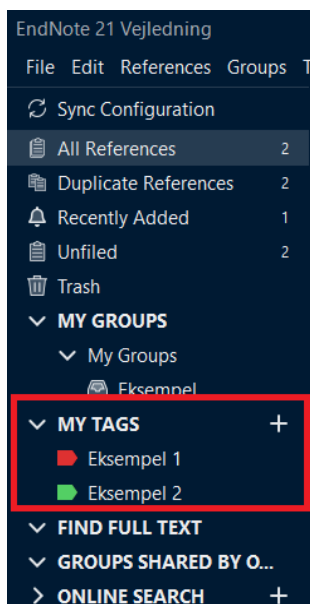 EndNote 21 Vejledning
File Edit References Groups
Sync Configuration
All References 2
Duplicate References 2
Recently Added 1
Unfiled 2
Trash
MY GROUPS
My Groups
Eksempel
MY TAGS +
Eksempel 1
Eksempel 2
FIND FULL TEXT
GROUPS SHARED BY O...
ONLINE SEARCH +